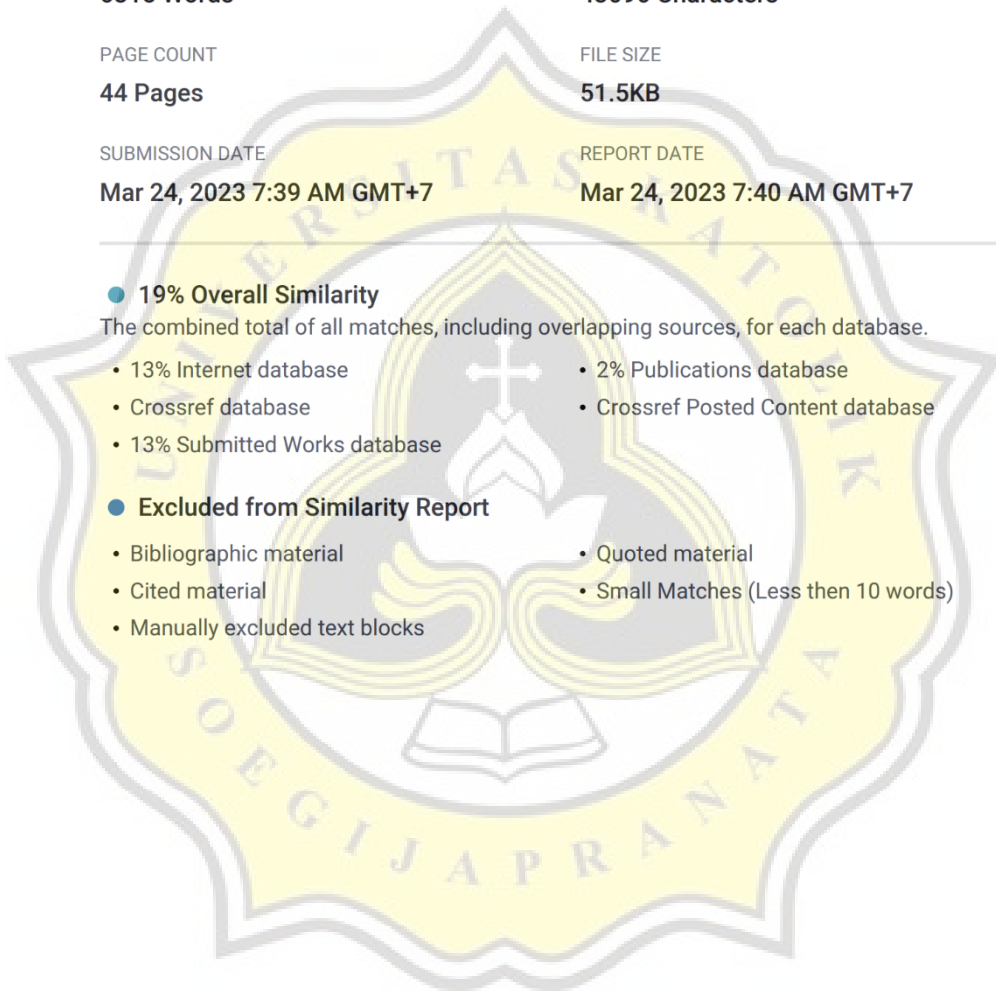 PAGE COUNT
FILE SIZE
44 Pages
51.5KB
SUBMISSION DATE
REPORT DATE
Mar 24, 2023 7:39 AM GMT+7
Mar 24, 2023 7:40 AM GMT+7
● 19% Overall Similarity
The combined total of all matches, including overlapping sources, for each database.
• 13% Internet database
• 2% Publications database
• Crossref database
• Crossref Posted Content database
• 13% Submitted Works database
● Excluded from Similarity Report
• Bibliographic material
• Quoted material
• Cited material
• Small Matches (Less then 10 words)
• Manually excluded text blocks
UNIVERSITAS KATOLIK
SOEGIJAPRANATA